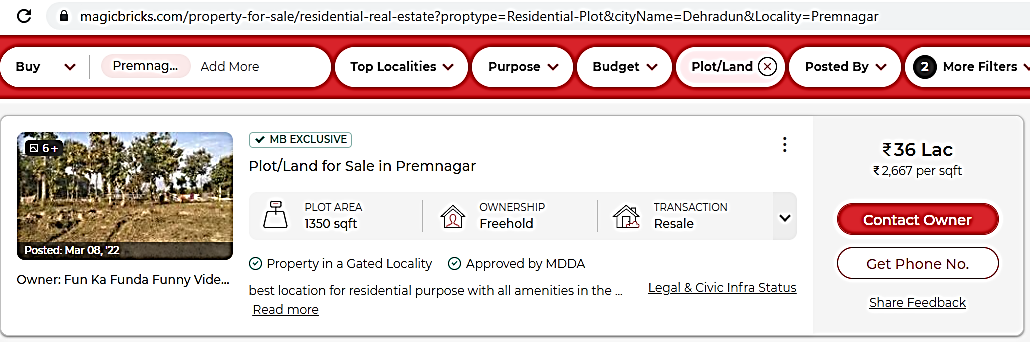 magicbricks.com/property-for-sale/residential-real-estate?proptype=Residential-Plot&cityName=Dehradun&Locality=Premnagar
Buy Premnag... Add More Top Localities Purpose Budget Plot/Land Posted By 2 More Filters
6+
Posted: Mar 08, '22
Owner: Fun Ka Funda Funny Vide...
MB EXCLUSIVE
Plot/Land for Sale in Premnagar
PLOT AREA
1350 sqft
OWNERSHIP
Freehold
TRANSACTION
Resale
Property in a Gated Locality Approved by MDDA
best location for residential purpose with all amenities in the ...
Read more
Legal & Civic Infra Status
₹36 Lac
₹2,667 per sqft
Contact Owner
Get Phone No.
Share Feedback